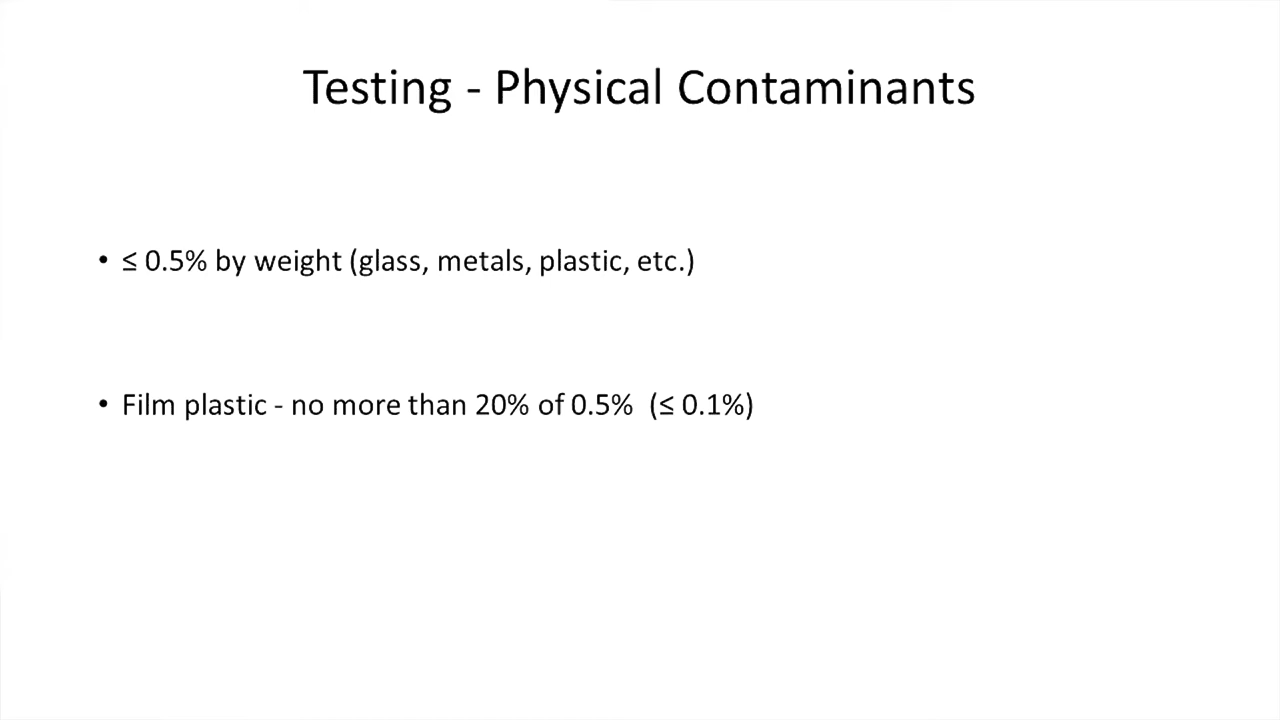 Testing - Physical Contaminants
• ≤ 0.5% by weight (glass, metals, plastic, etc.)
• Film plastic - no more than 20% of 0.5%  (≤ 0.1%)